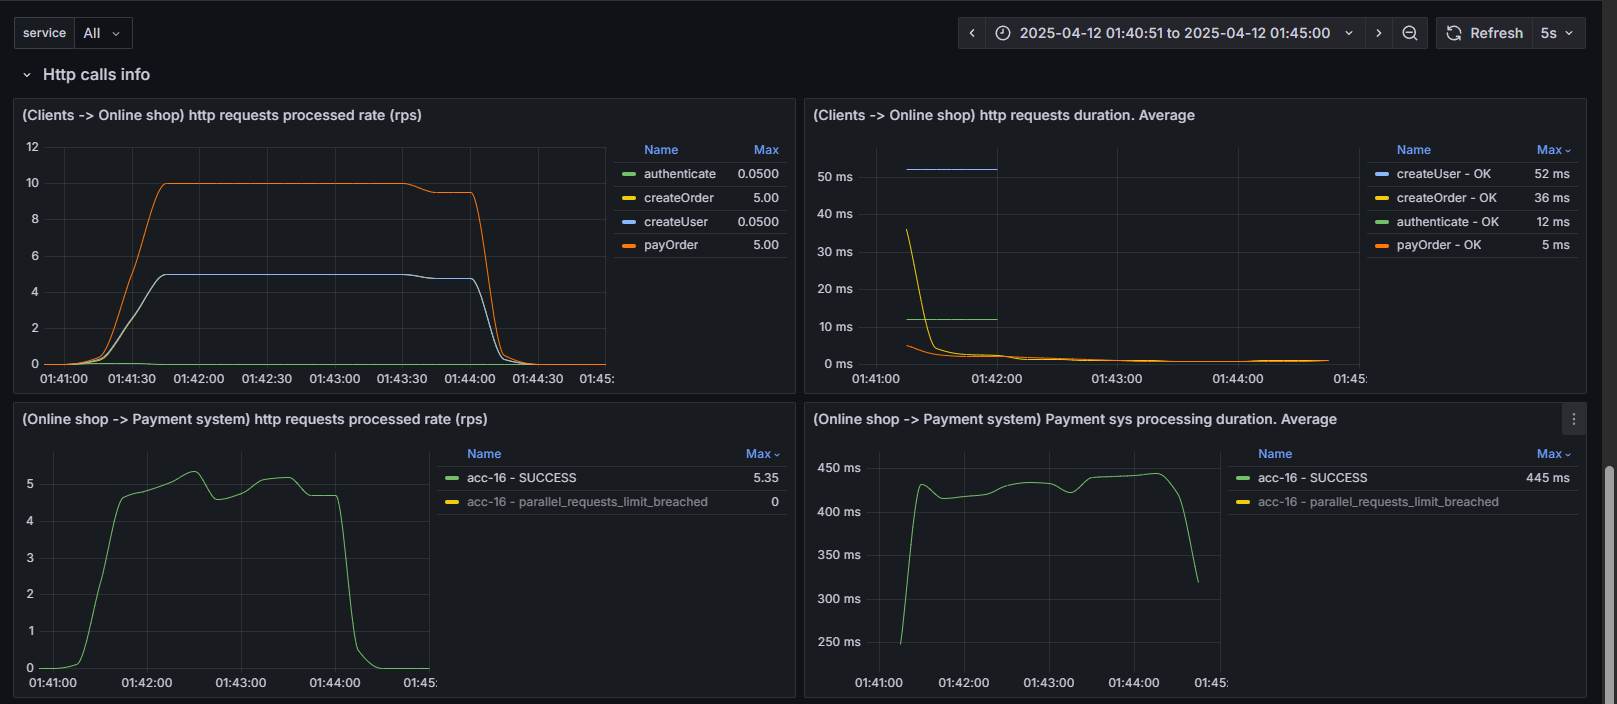 service All 2025-04-12 01:40:51 to 2025-04-12 01:45:00 Refresh 5s
Http calls info
(Clients -> Online shop) http requests processed rate (rps)
12
10
8
6
4
2
0
01:41:00 01:41:30 01:42:00 01:42:30 01:43:00 01:43:30 01:44:00 01:44:30 01:45:
Name Max
authenticate 0.0500
createOrder 5.00
createUser 0.0500
payOrder 5.00
(Clients -> Online shop) http requests duration. Average
50 ms
40 ms
30 ms
20 ms
10 ms
0 ms
01:41:00 01:42:00 01:43:00 01:44:00 01:45:
Name Max
createUser - OK 52 ms
createOrder - OK 36 ms
authenticate - OK 12 ms
payOrder - OK 5 ms
(Online shop -> Payment system) http requests processed rate (rps)
5
4
3
2
1
0
01:41:00 01:42:00 01:43:00 01:44:00 01:45:
Name Max
acc-16 - SUCCESS 5.35
acc-16 - parallel_requests_limit_breached 0
(Online shop -> Payment system) Payment sys processing duration. Average
450 ms
400 ms
350 ms
300 ms
250 ms
01:41:00 01:42:00 01:43:00 01:44:00 01:45:
Name Max
acc-16 - SUCCESS 445 ms
acc-16 - parallel_requests_limit_breached